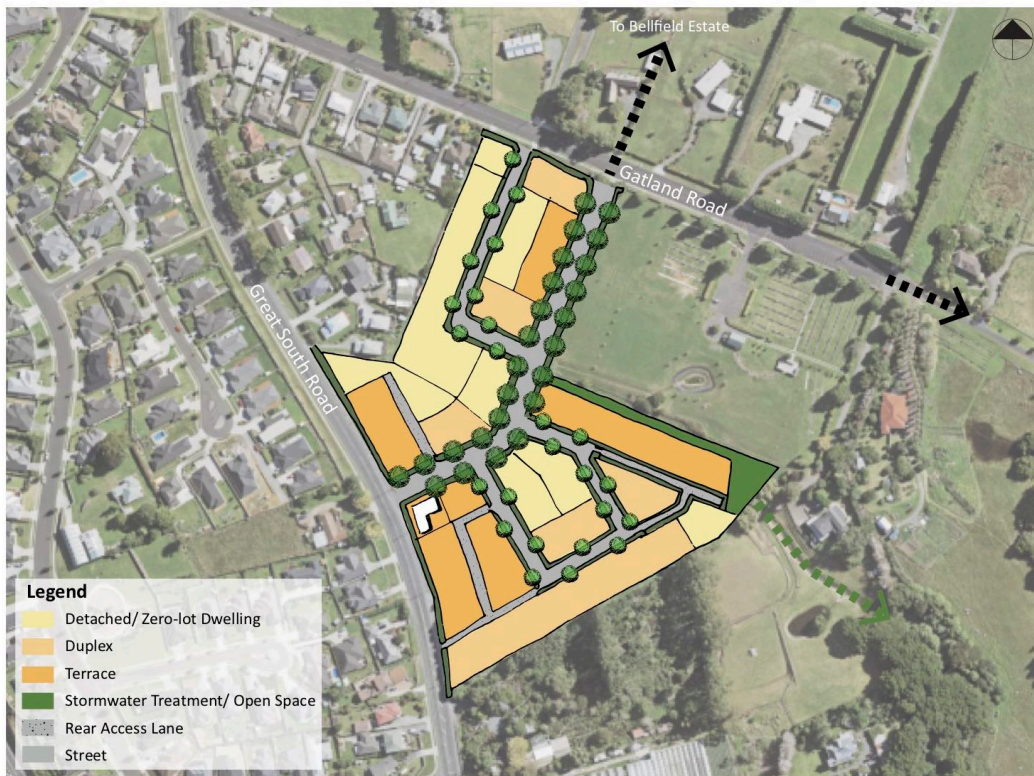 To Bellfield Estate
Gatland Road
Great South Road
Legend
Detached/ Zero-lot Dwelling
Duplex
Terrace
Stormwater Treatment/ Open Space
Rear Access Lane
Street